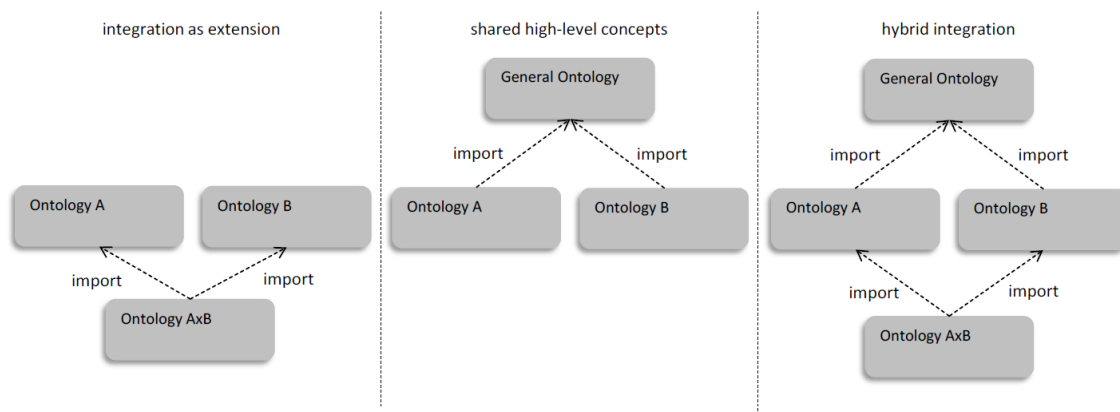 integration as extension
Ontology A
Ontology B
import
import
Ontology AxB
shared high-level concepts
General Ontology
import
import
Ontology A
Ontology B
hybrid integration
General Ontology
import
import
Ontology A
Ontology B
import
import
Ontology AxB